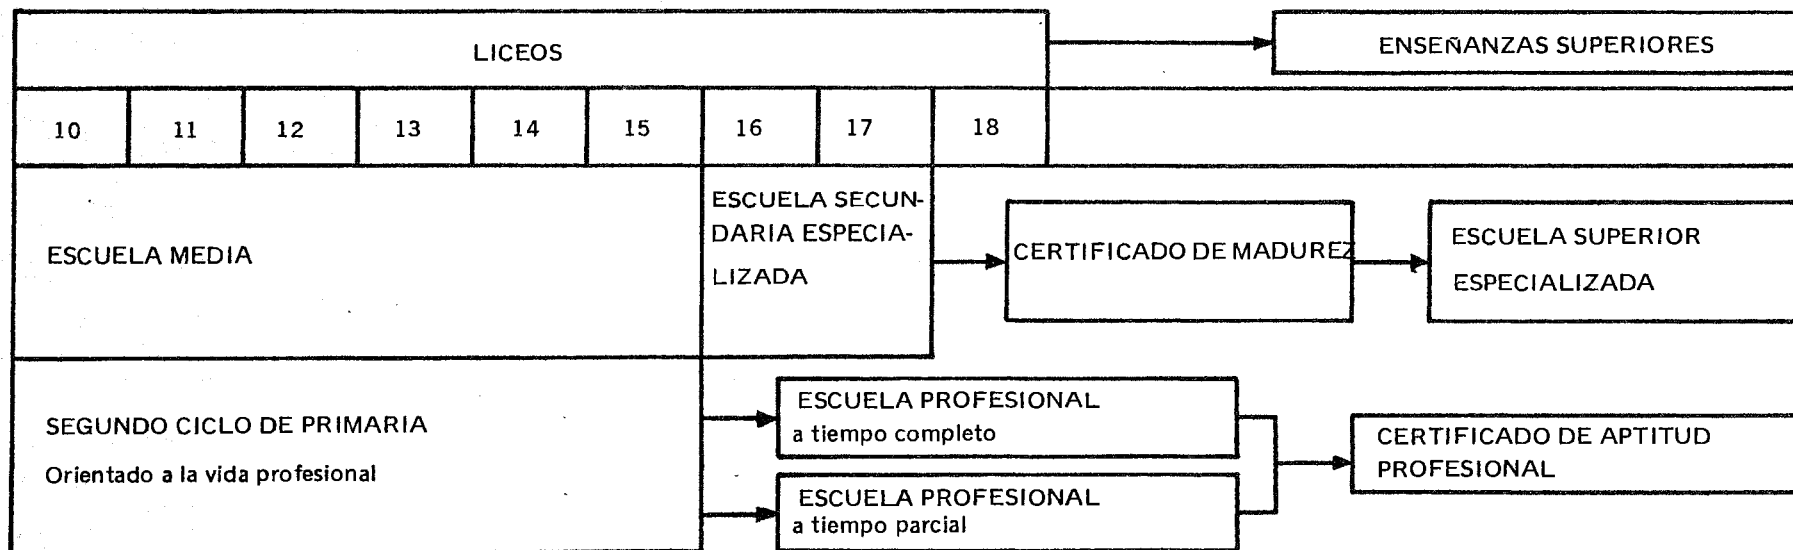 LICEOS
ENSEÑANZAS SUPERIORES
10 11 12 13 14 15 16 17 18
ESCUELA MEDIA
ESCUELA SECUN-
DARIA ESPECIA-
LIZADA
CERTIFICADO DE MADUREZ
ESCUELA SUPERIOR
ESPECIALIZADA
SEGUNDO CICLO DE PRIMARIA
Orientado a la vida profesional
ESCUELA PROFESIONAL
a tiempo completo
ESCUELA PROFESIONAL
a tiempo parcial
CERTIFICADO DE APTITUD
PROFESIONAL